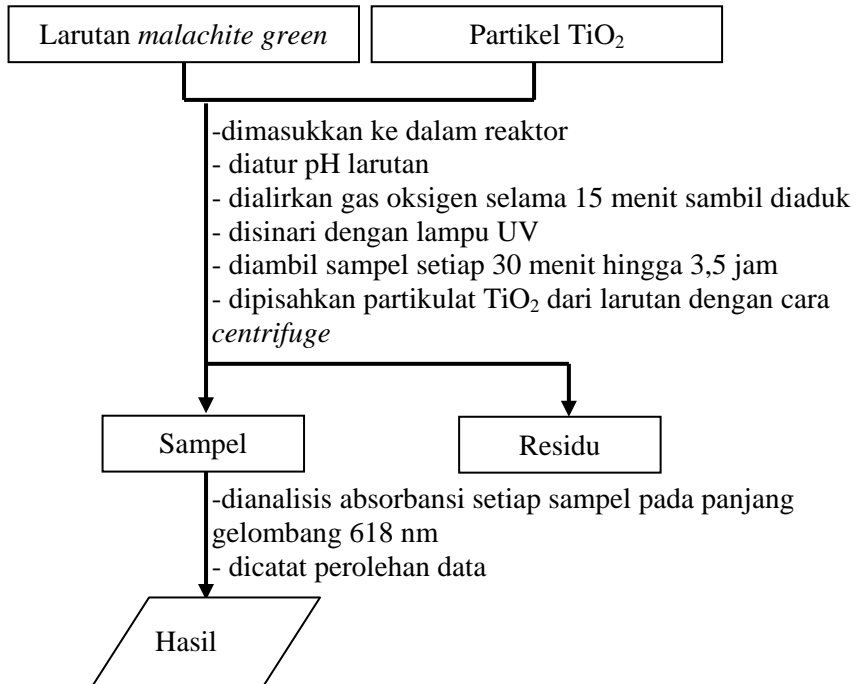 Larutan malachite green
Partikel TiO₂
-dimasukkan ke dalam reaktor
- diatur pH larutan
- dialirkan gas oksigen selama 15 menit sambil diaduk
- disinari dengan lampu UV
- diambil sampel setiap 30 menit hingga 3,5 jam
- dipisahkan partikulat TiO₂ dari larutan dengan cara
centrifuge
Sampel
Residu
-dianalisis absorbansi setiap sampel pada panjang
gelombang 618 nm
- dicatat perolehan data
Hasil